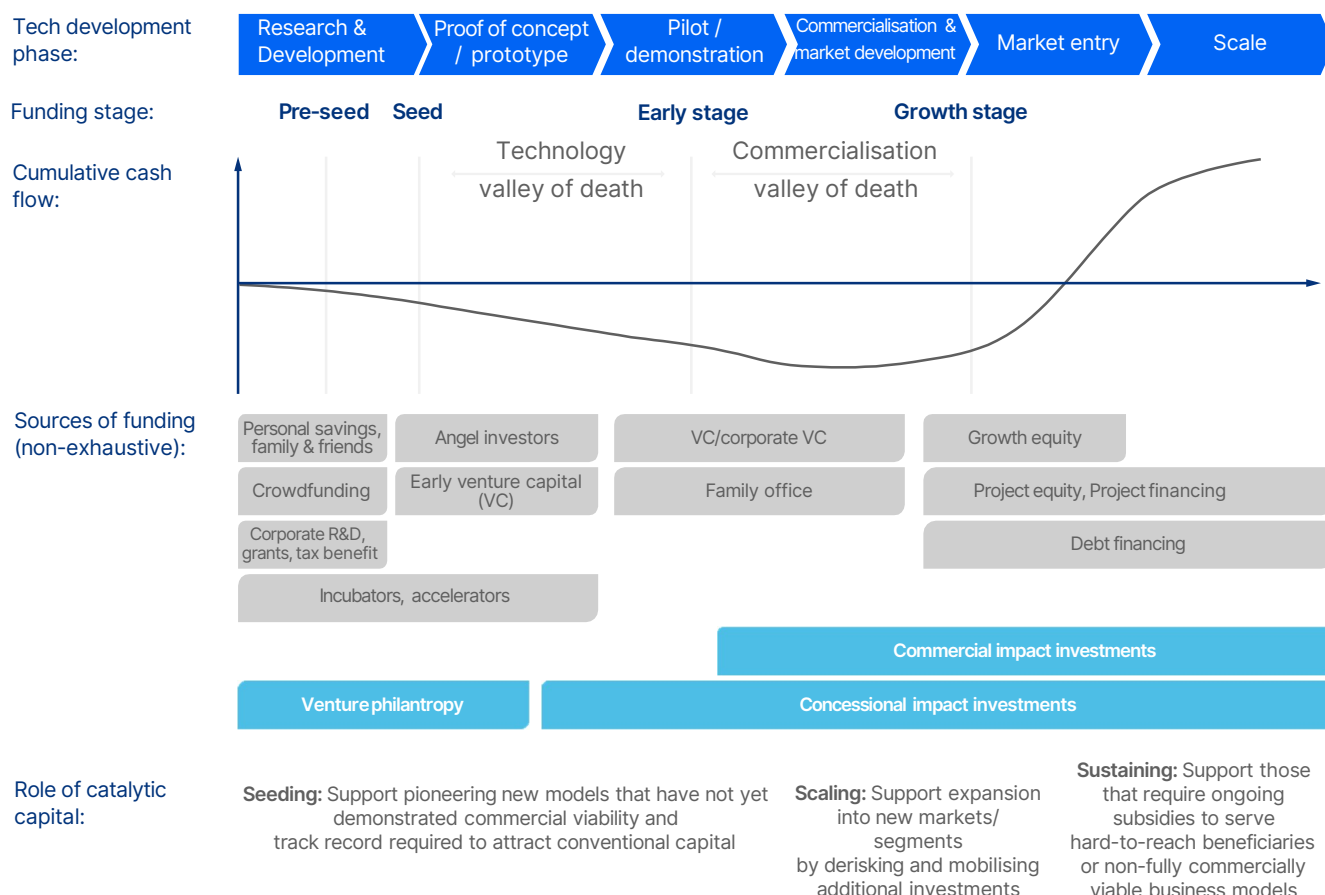 Tech development
phase:
Research &
Development
Proof of concept
/ prototype
Pilot /
demonstration
Commercialisation &
market development
Market entry
Scale
Funding stage:
Pre-seed
Seed
Early stage
Growth stage
Cumulative cash
flow:
Technology
valley of death
Commercialisation
valley of death
Sources of funding
(non-exhaustive):
Personal savings,
family & friends
Angel investors
VC/corporate VC
Growth equity
Crowdfunding
Early venture capital
(VC)
Family office
Project equity, Project financing
Corporate R&D,
grants, tax benefit
Debt financing
Incubators, accelerators
Commercial impact investments
Venture philanthropy
Concessional impact investments
Role of catalytic
capital:
Seeding: Support pioneering new models that have not yet
demonstrated commercial viability and
track record required to attract conventional capital
Scaling: Support expansion
into new markets/
segments
by derisking and mobilising
additional investments
Sustaining: Support those
that require ongoing
subsidies to serve
hard-to-reach beneficiaries
or non-fully commercially
viable business models